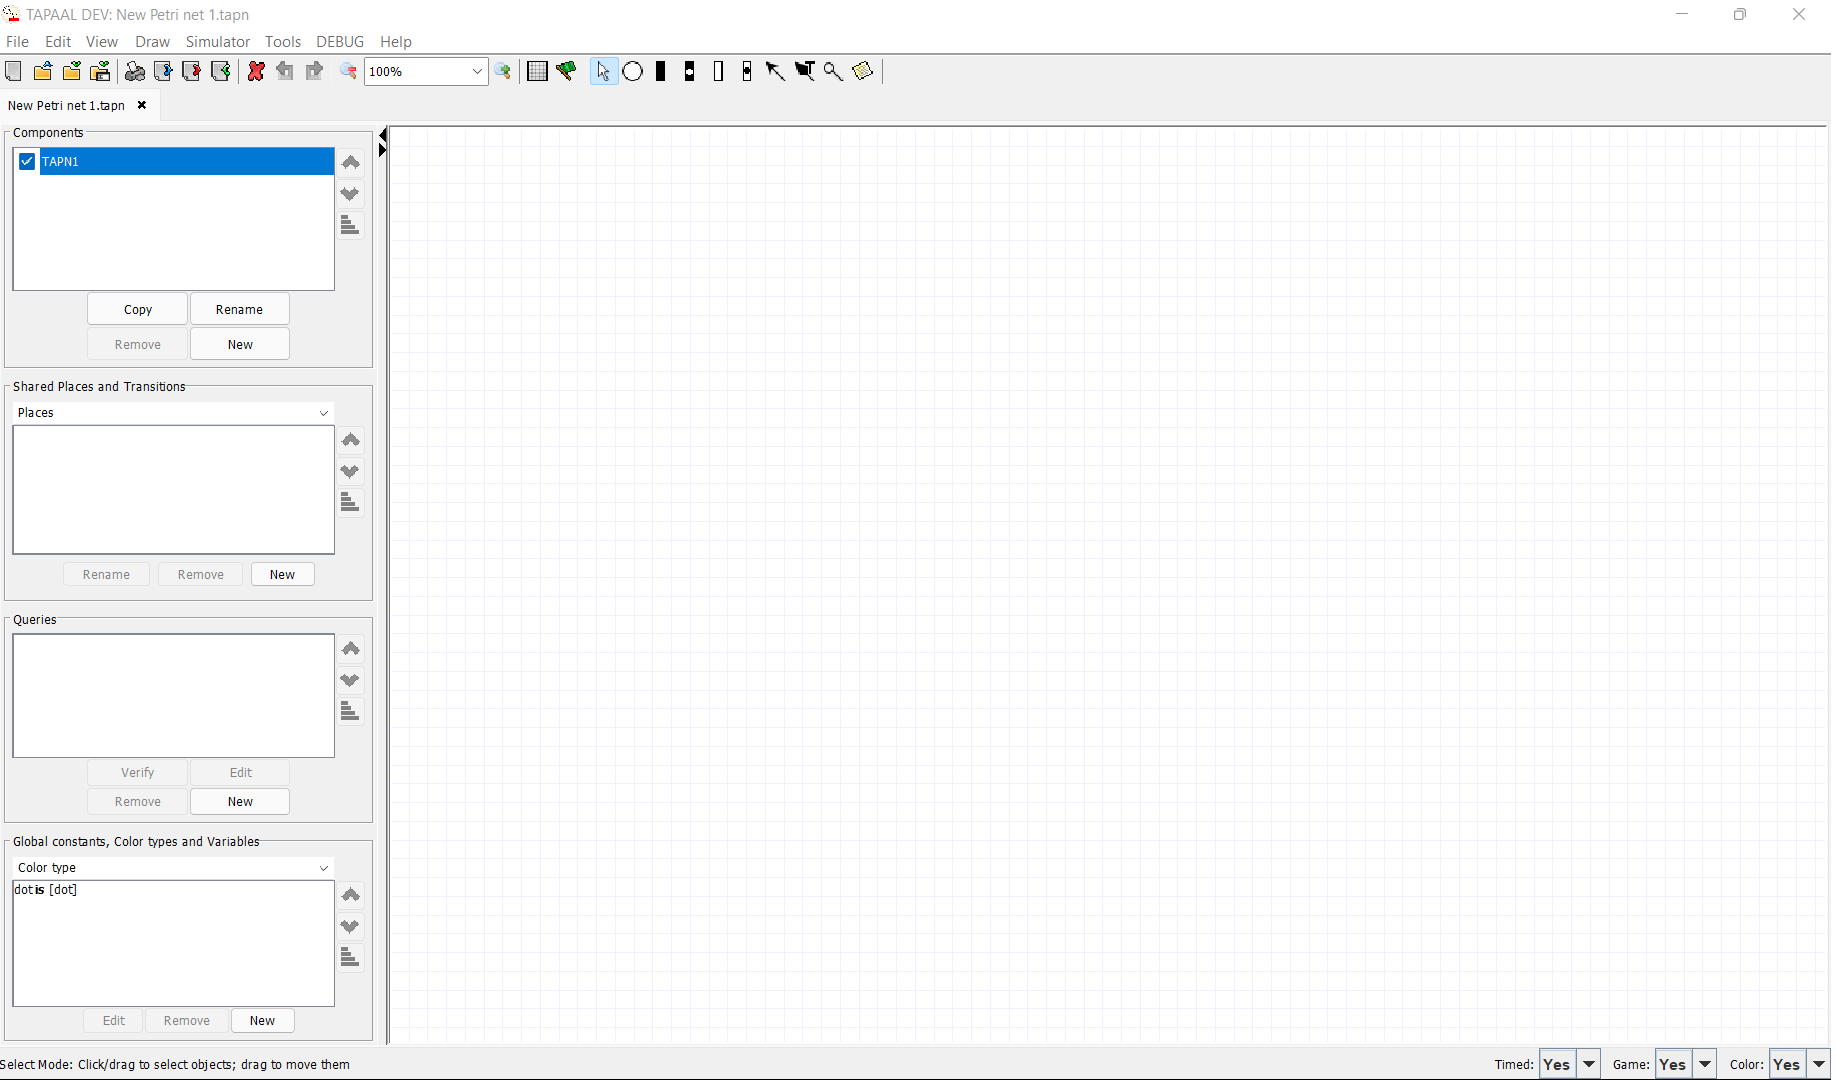 TAPAAL DEV: New Petri net 1.tapn
File Edit View Draw Simulator Tools DEBUG Help
100%
New Petri net 1.tapn
Components
TAPN1
Copy Rename
Remove New
Shared Places and Transitions
Places
Rename Remove New
Queries
Verify Edit
Remove New
Global constants, Color types and Variables
Color type
dot is [dot]
Edit Remove New
Select Mode: Click/drag to select objects; drag to move them Timed: Yes Game: Yes Color: Yes